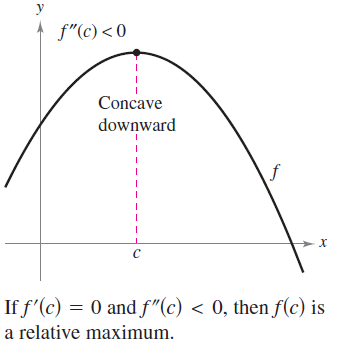 y
f″(c) < 0
Concave
downward
f
x
c
If f′(c) = 0 and f″(c) < 0, then f(c) is
a relative maximum.